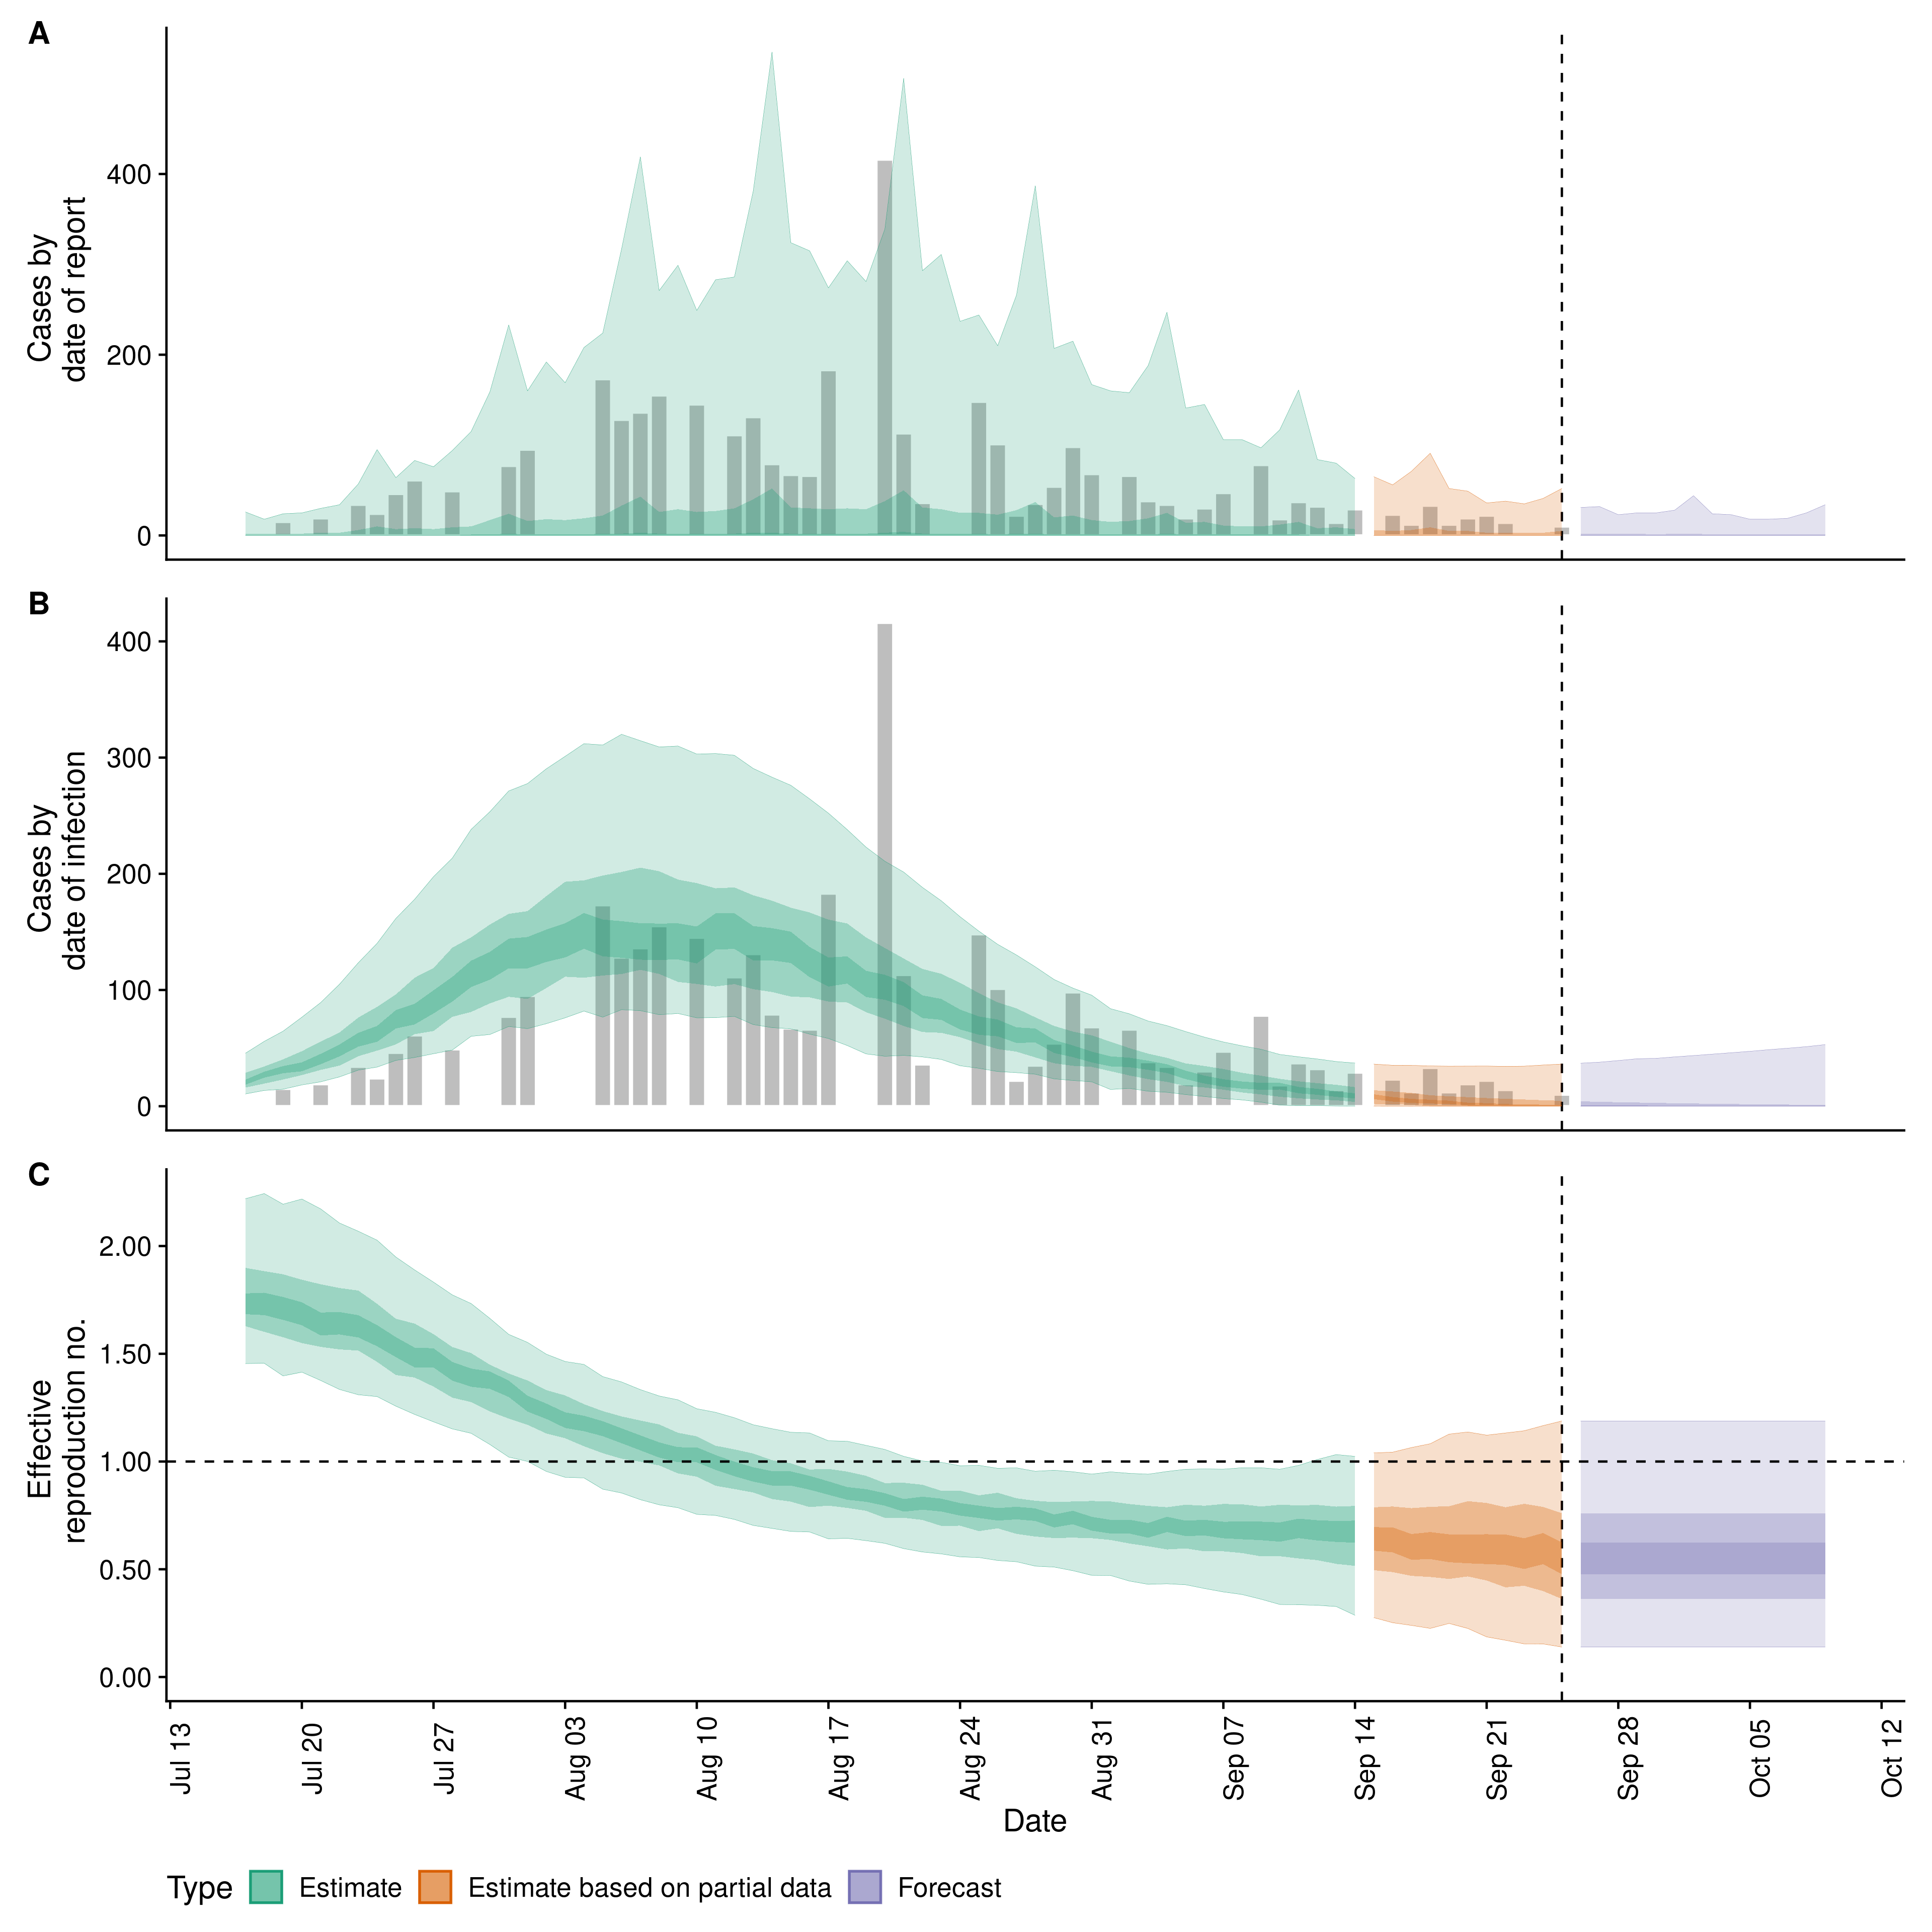 A
Cases by
date of report
400
200
0
B
Cases by
date of infection
400
300
200
100
0
C
Effective
reproduction no.
2.00
1.50
1.00
0.50
0.00
Jul 13
Jul 20
Jul 27
Aug 03
Aug 10
Aug 17
Aug 24
Aug 31
Sep 07
Sep 14
Sep 21
Sep 28
Oct 05
Oct 12
Date
Type Estimate Estimate based on partial data Forecast